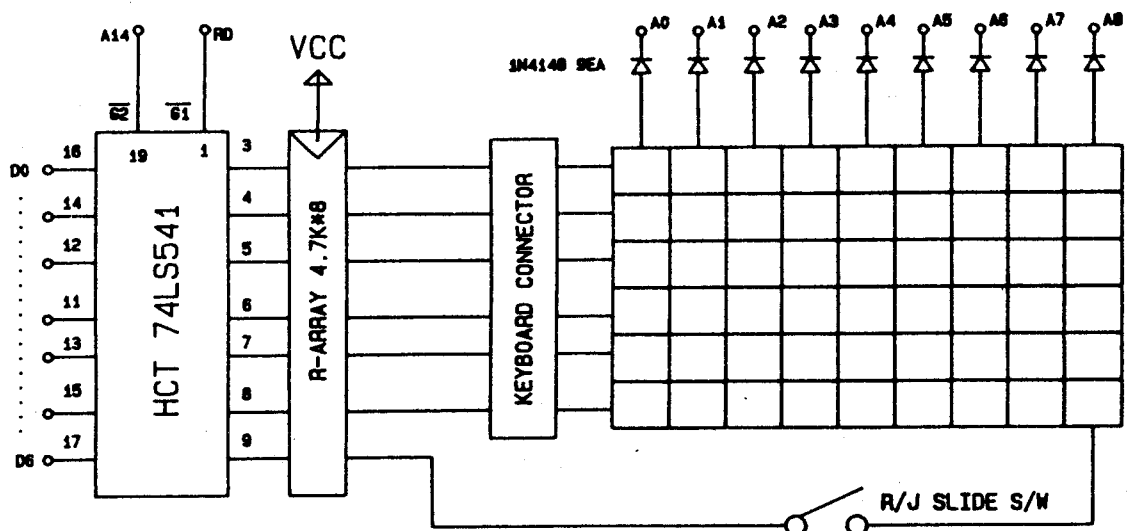 A14
RD
VCC
1N4148 9EA
A0 A1 A2 A3 A4 A5 A6 A7 A8
G2 G1
19 1
HCT 74LS541
R-ARRAY 4.7K*8
KEYBOARD CONNECTOR
D0 16 3
14 4
12 5
11 6
13 7
15 8
D6 17 9
R/J SLIDE S/W